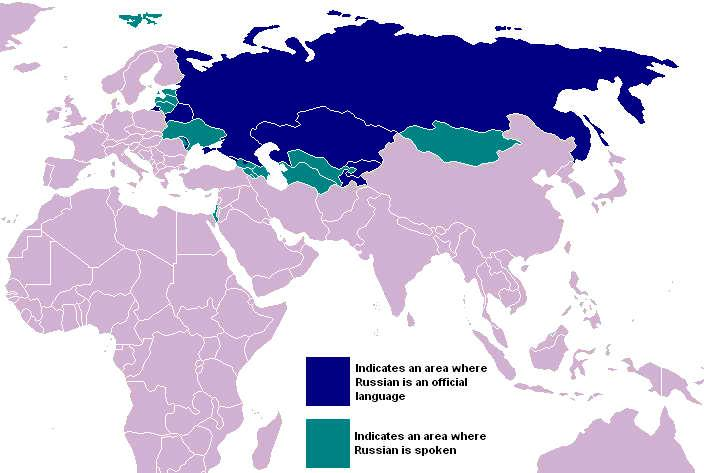 Indicates an area where
Russian is an official
language
Indicates an area where
Russian is spoken